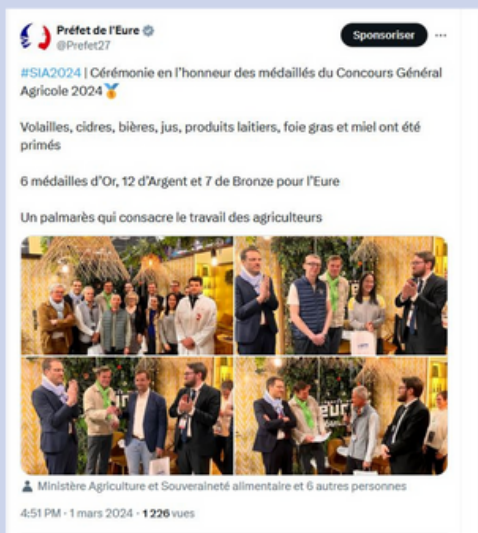 Préfet de l'Eure
@Prefet27
Sponsoriser
#SIA2024 | Cérémonie en l'honneur des médaillés du Concours Général
Agricole 2024
Volailles, cidres, bières, jus, produits laitiers, foie gras et miel ont été
primés
6 médailles d'Or, 12 d'Argent et 7 de Bronze pour l'Eure
Un palmarès qui consacre le travail des agriculteurs
Ministère Agriculture et Souveraineté alimentaire et 6 autres personnes
4:51 PM · 1 mars 2024 · 1 226 vues